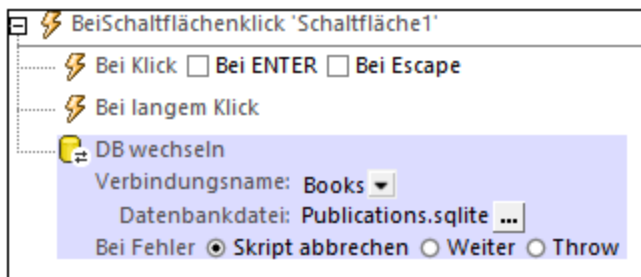 BeiSchaltflächenklick 'Schaltfläche1'
Bei Klick Bei ENTER Bei Escape
Bei langem Klick
DB wechseln
Verbindungsname: Books
Datenbankdatei: Publications.sqlite ...
Bei Fehler Skript abbrechen Weiter Throw